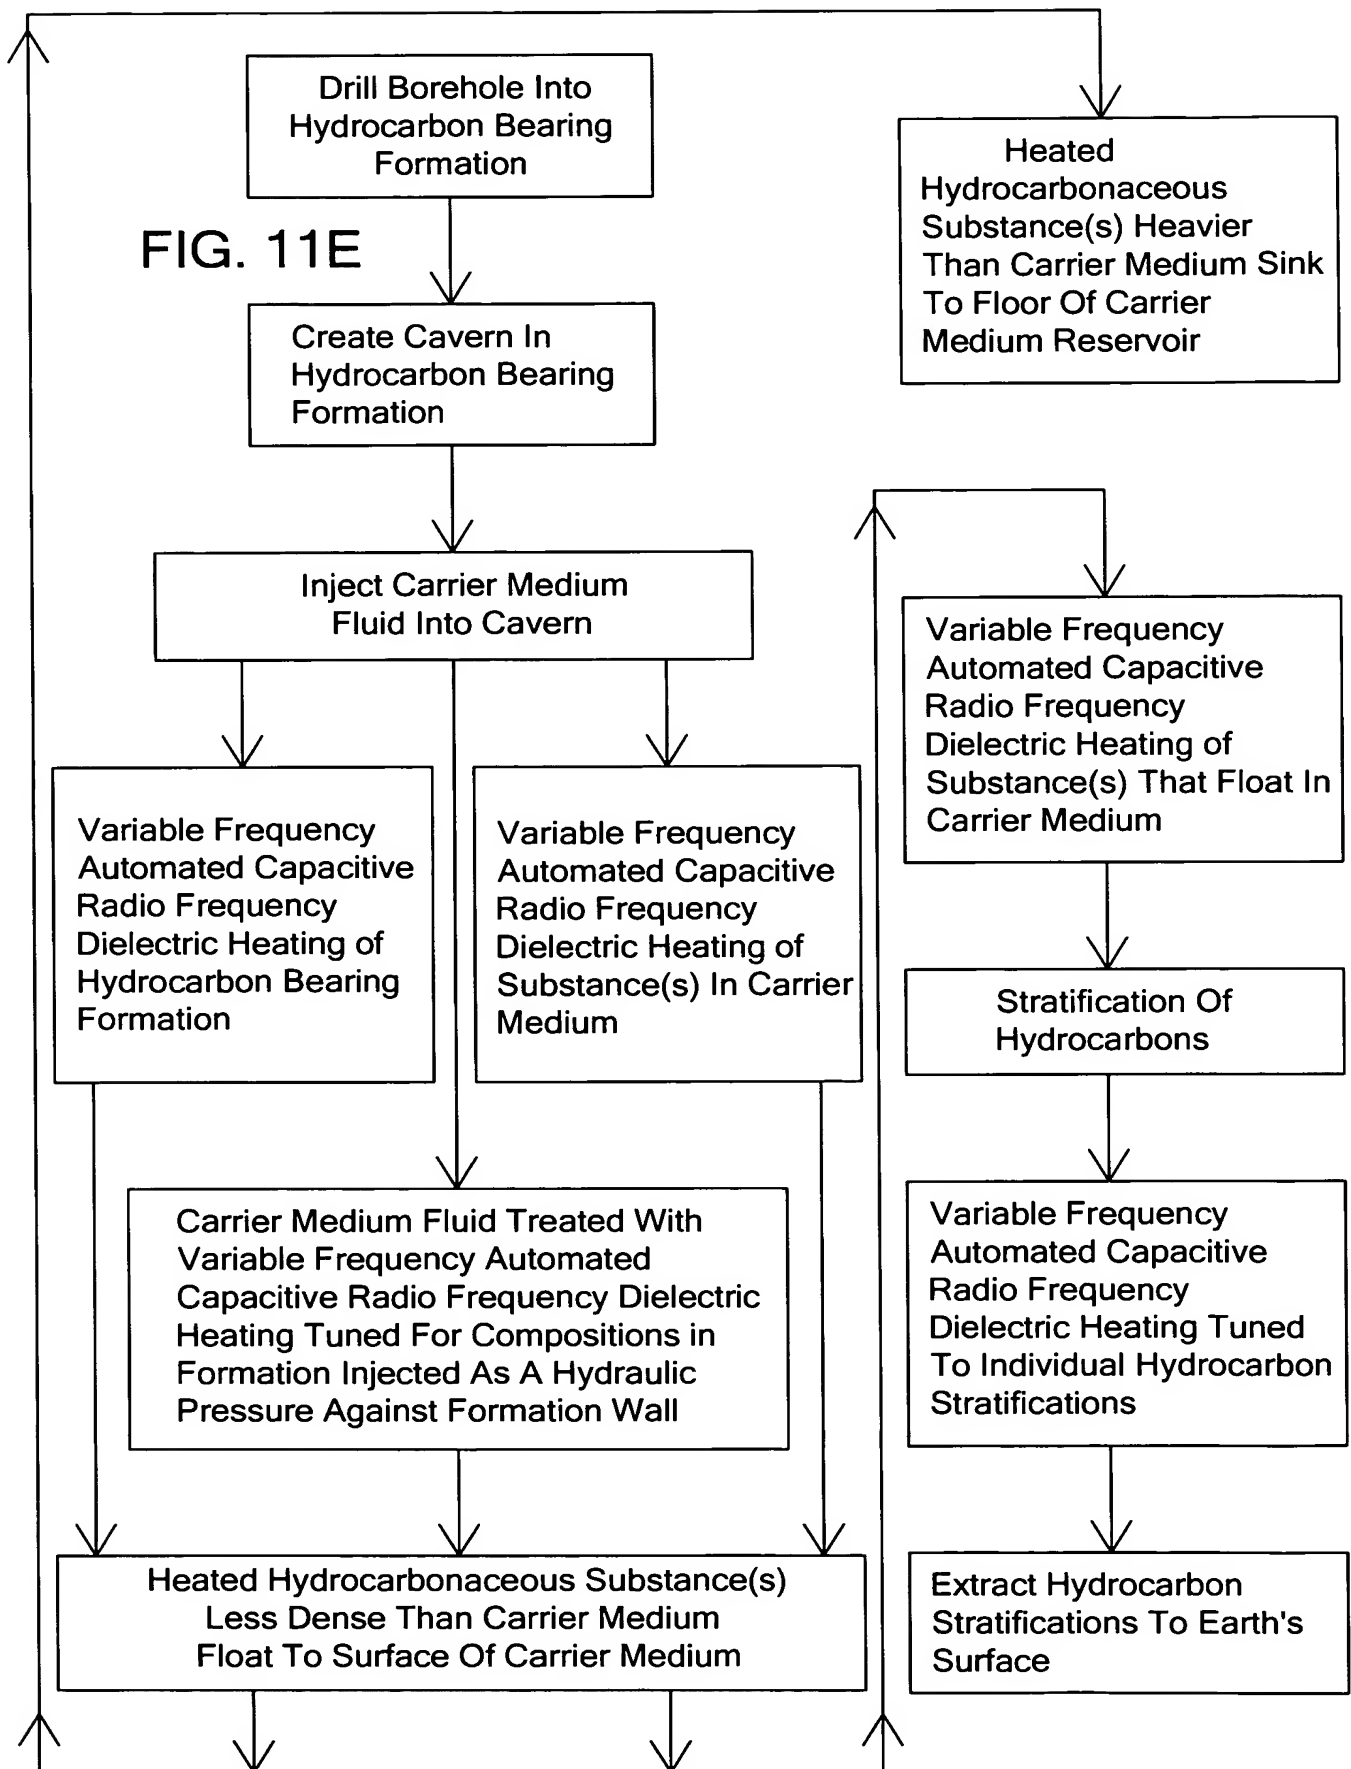 Drill Borehole Into
Hydrocarbon Bearing
Formation
FIG. 11E
Create Cavern In
Hydrocarbon Bearing
Formation
Inject Carrier Medium
Fluid Into Cavern
Variable Frequency
Automated Capacitive
Radio Frequency
Dielectric Heating of
Hydrocarbon Bearing
Formation
Variable Frequency
Automated Capacitive
Radio Frequency
Dielectric Heating of
Substance(s) In Carrier
Medium
Carrier Medium Fluid Treated With
Variable Frequency Automated
Capacitive Radio Frequency Dielectric
Heating Tuned For Compositions in
Formation Injected As A Hydraulic
Pressure Against Formation Wall
Heated Hydrocarbonaceous Substance(s)
Less Dense Than Carrier Medium
Float To Surface Of Carrier Medium
Heated
Hydrocarbonaceous
Substance(s) Heavier
Than Carrier Medium Sink
To Floor Of Carrier
Medium Reservoir
Variable Frequency
Automated Capacitive
Radio Frequency
Dielectric Heating of
Substance(s) That Float In
Carrier Medium
Stratification Of
Hydrocarbons
Variable Frequency
Automated Capacitive
Radio Frequency
Dielectric Heating Tuned
To Individual Hydrocarbon
Stratifications
Extract Hydrocarbon
Stratifications To Earth's
Surface